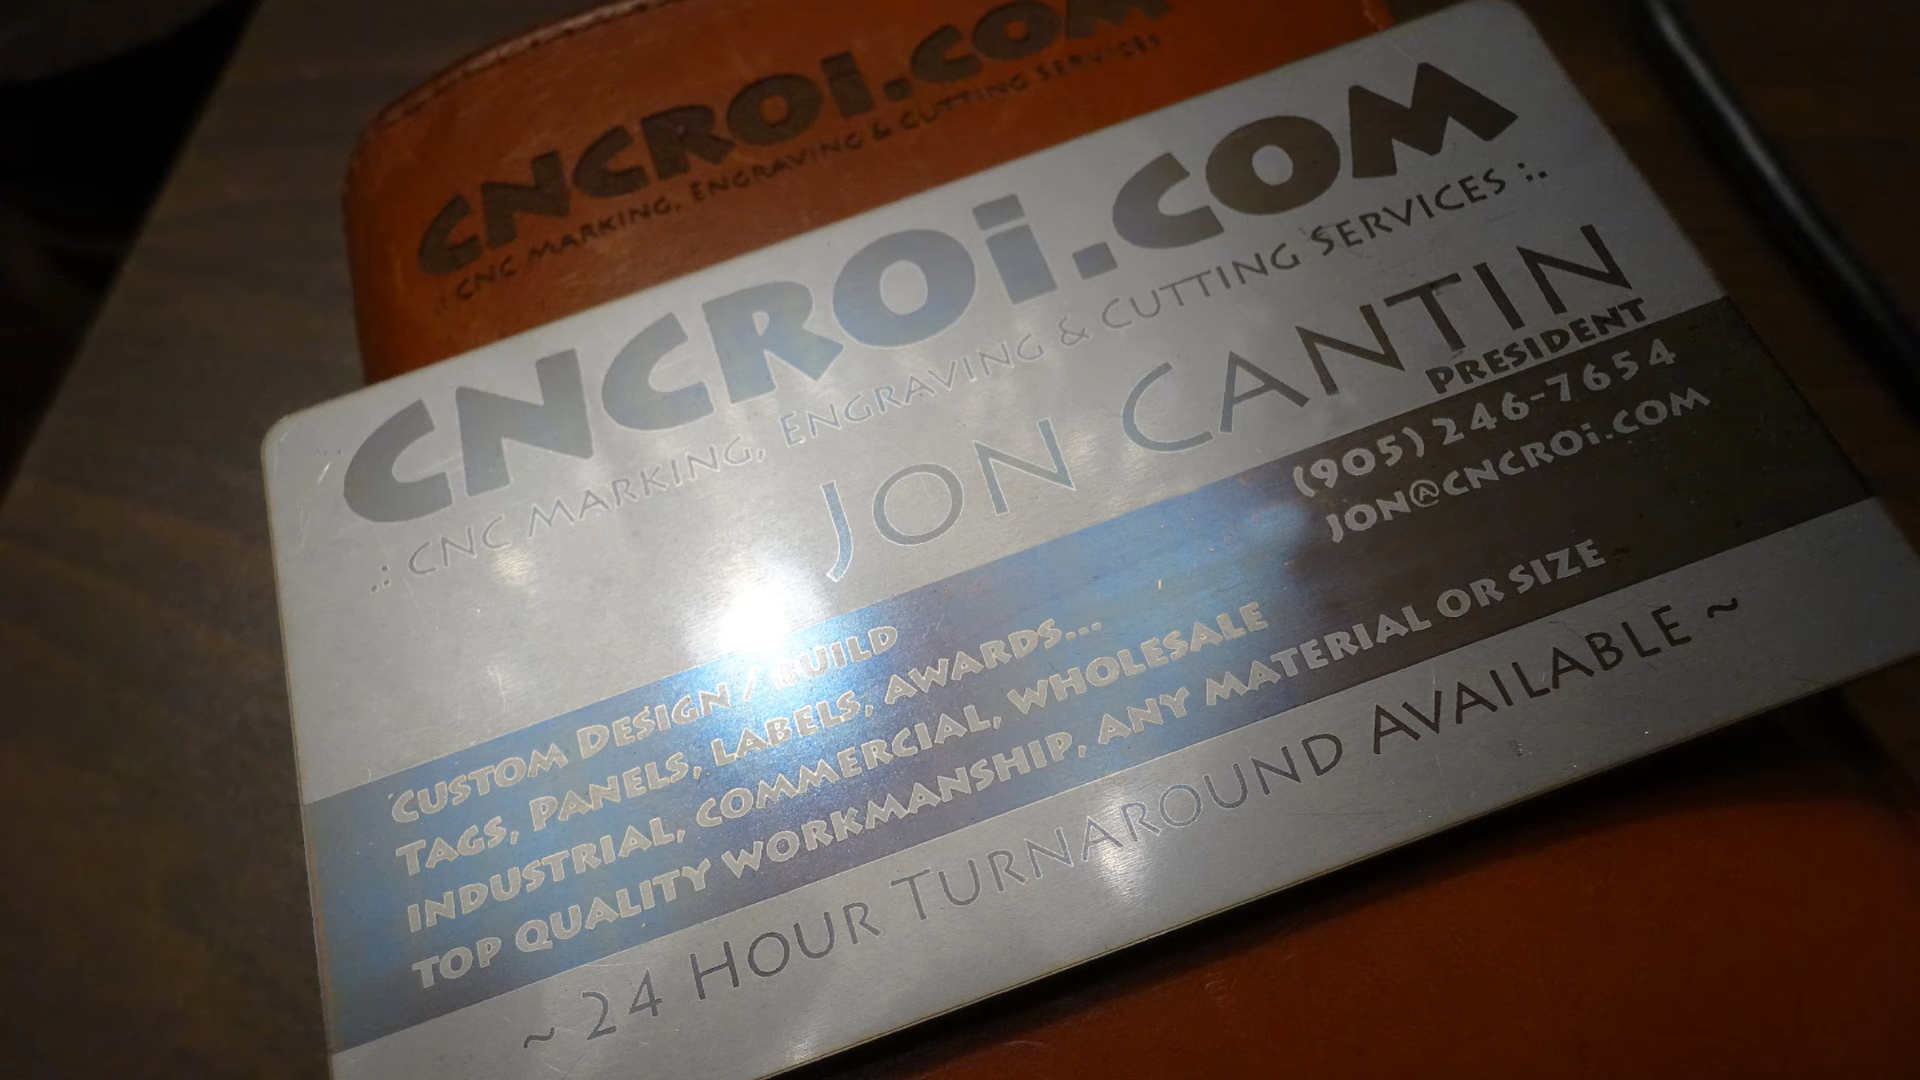 CNCROi.COM
.: CNC MARKING, ENGRAVING & CUTTING SERVICES
CNCROi.COM
.: CNC MARKING, ENGRAVING & CUTTING SERVICES :.
JON CANTIN
PRESIDENT
(905) 246-7654
JON@CNCROi.COM
CUSTOM DESIGN / BUILD
TAGS, PANELS, LABELS, AWARDS...
INDUSTRIAL, COMMERCIAL, WHOLESALE
TOP QUALITY WORKMANSHIP, ANY MATERIAL OR SIZE
~ 24 HOUR TURNAROUND AVAILABLE ~